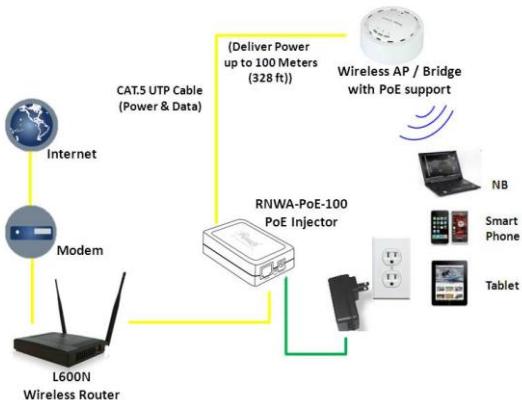 (Deliver Power
up to 100 Meters
(328 ft))
Wireless AP / Bridge
with PoE support
CAT.5 UTP Cable
(Power & Data)
Internet
NB
RNWA-PoE-100
PoE Injector
Smart
Phone
Modem
Tablet
L600N
Wireless Router